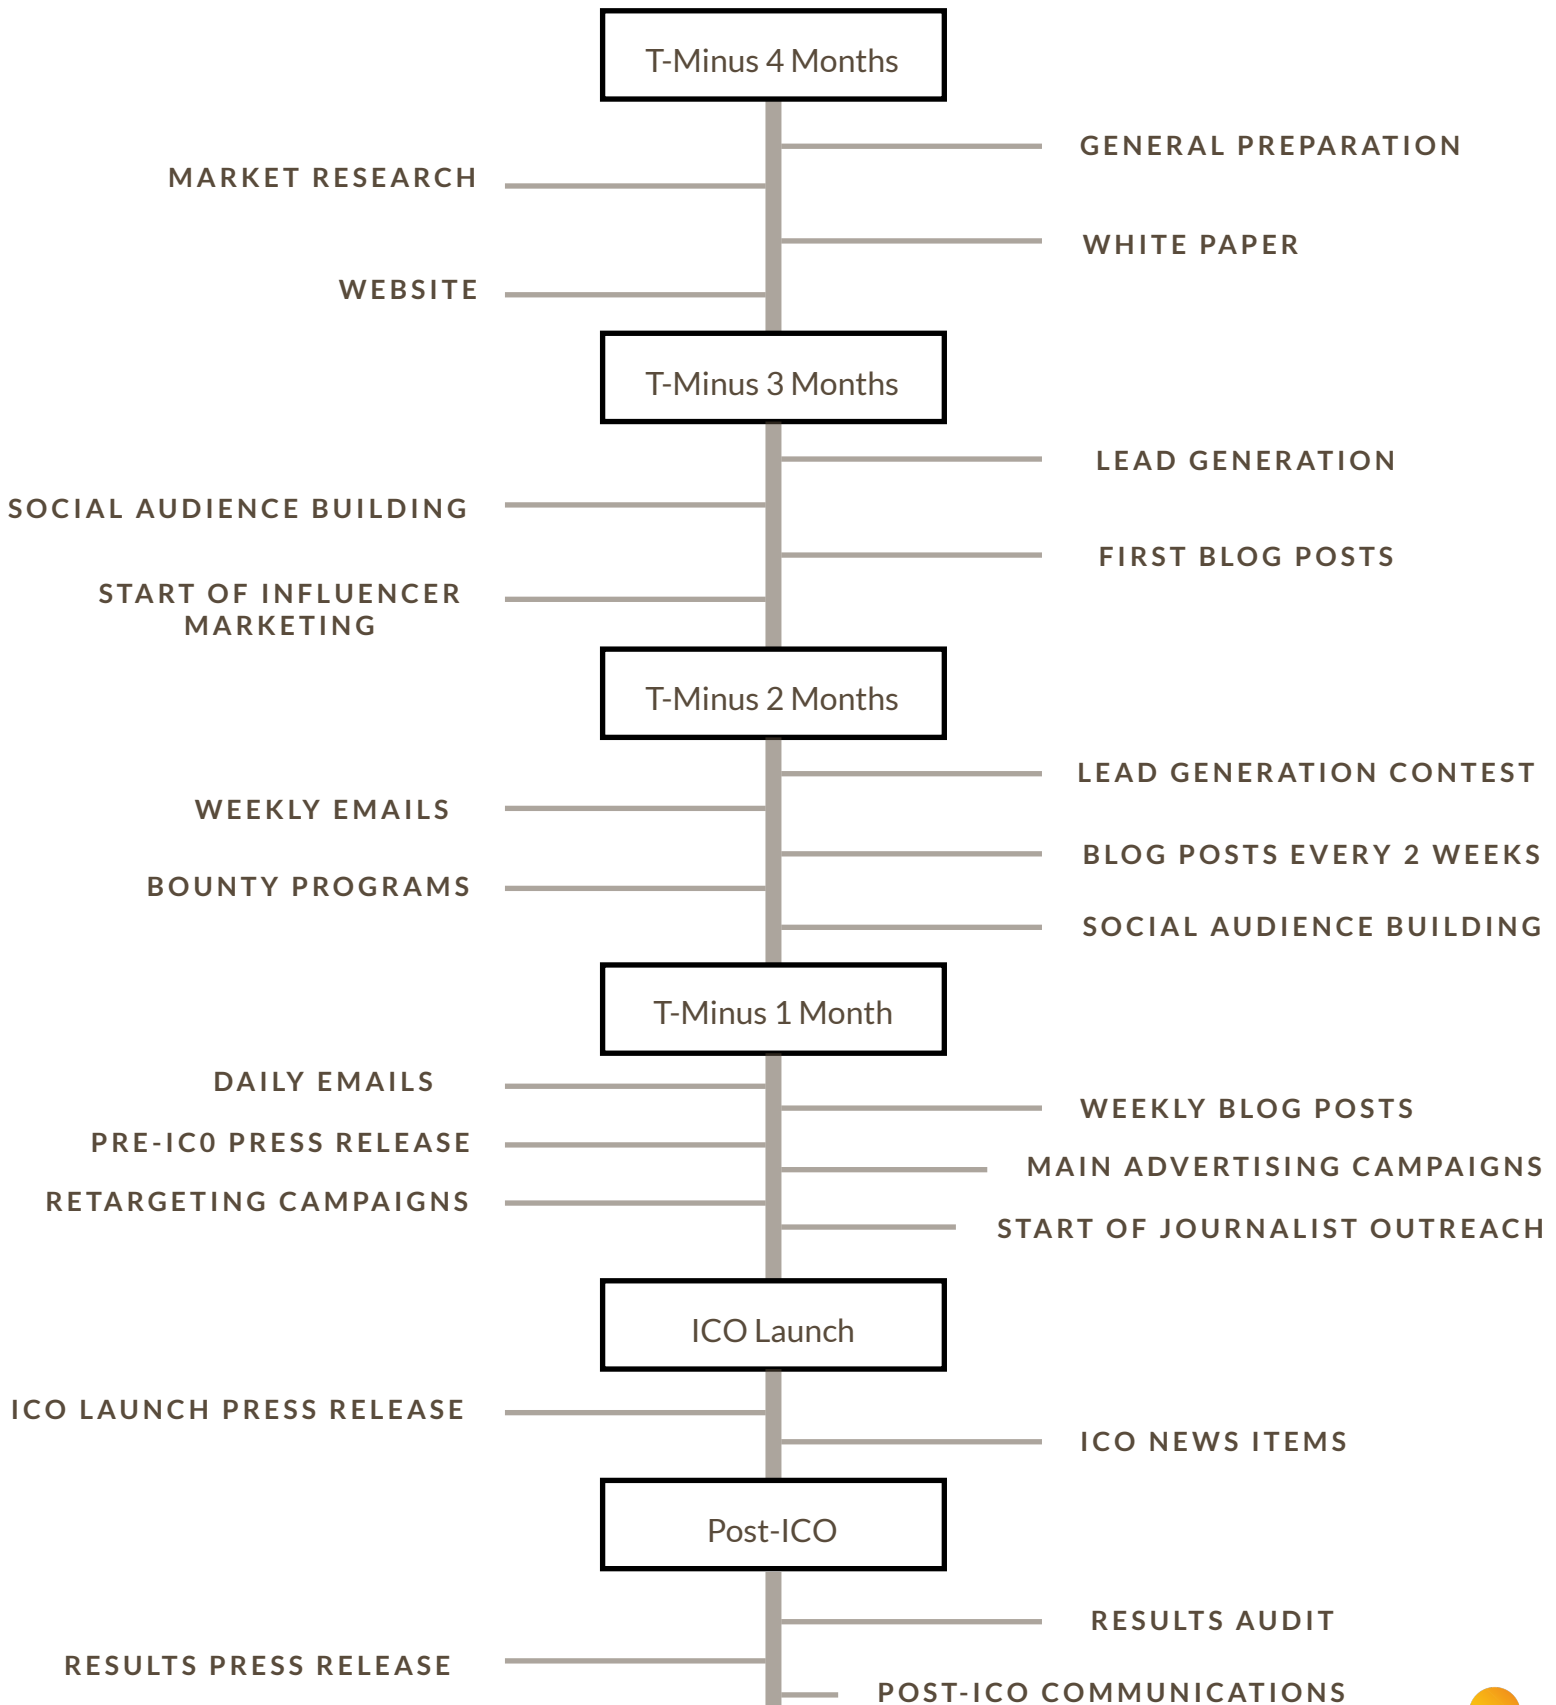 T-Minus 4 Months
GENERAL PREPARATION
MARKET RESEARCH
WHITE PAPER
WEBSITE
T-Minus 3 Months
LEAD GENERATION
SOCIAL AUDIENCE BUILDING
FIRST BLOG POSTS
START OF INFLUENCER
MARKETING
T-Minus 2 Months
LEAD GENERATION CONTEST
WEEKLY EMAILS
BLOG POSTS EVERY 2 WEEKS
BOUNTY PROGRAMS
SOCIAL AUDIENCE BUILDING
T-Minus 1 Month
DAILY EMAILS
WEEKLY BLOG POSTS
PRE-IC0 PRESS RELEASE
MAIN ADVERTISING CAMPAIGNS
RETARGETING CAMPAIGNS
START OF JOURNALIST OUTREACH
ICO Launch
ICO LAUNCH PRESS RELEASE
ICO NEWS ITEMS
Post-ICO
RESULTS AUDIT
RESULTS PRESS RELEASE
POST-ICO COMMUNICATIONS